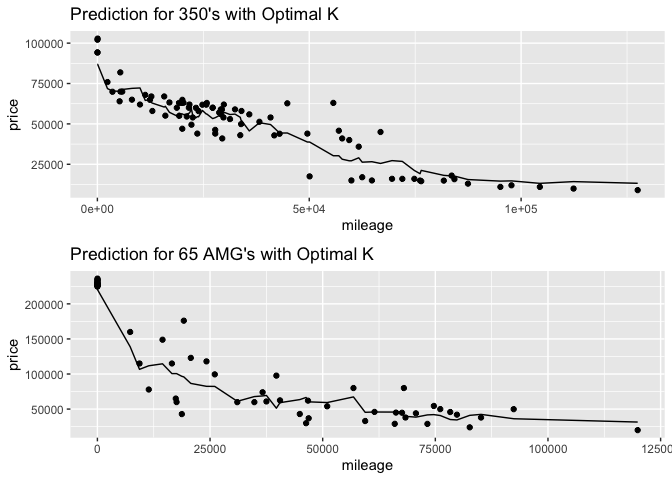 Prediction for 350's with Optimal K
100000
75000
50000
25000
price
0e+00 5e+04 1e+05
mileage
Prediction for 65 AMG's with Optimal K
200000
150000
100000
50000
price
0 25000 50000 75000 100000 12500
mileage